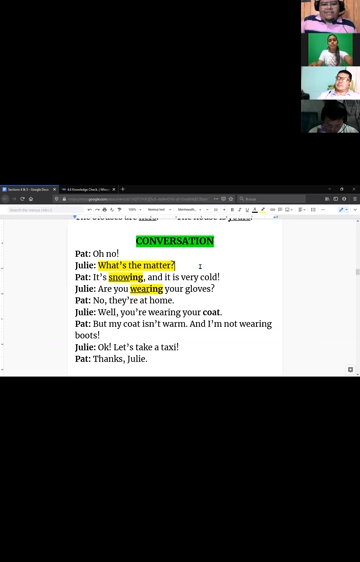 CONVERSATION
Pat: Oh no!
Julie: What's the matter?
Pat: It's snowing, and it is very cold!
Julie: Are you wearing your gloves?
Pat: No, they're at home.
Julie: Well, you're wearing your coat.
Pat: But my coat isn't warm. And I'm not wearing
boots!
Julie: Ok! Let's take a taxi!
Pat: Thanks, Julie.